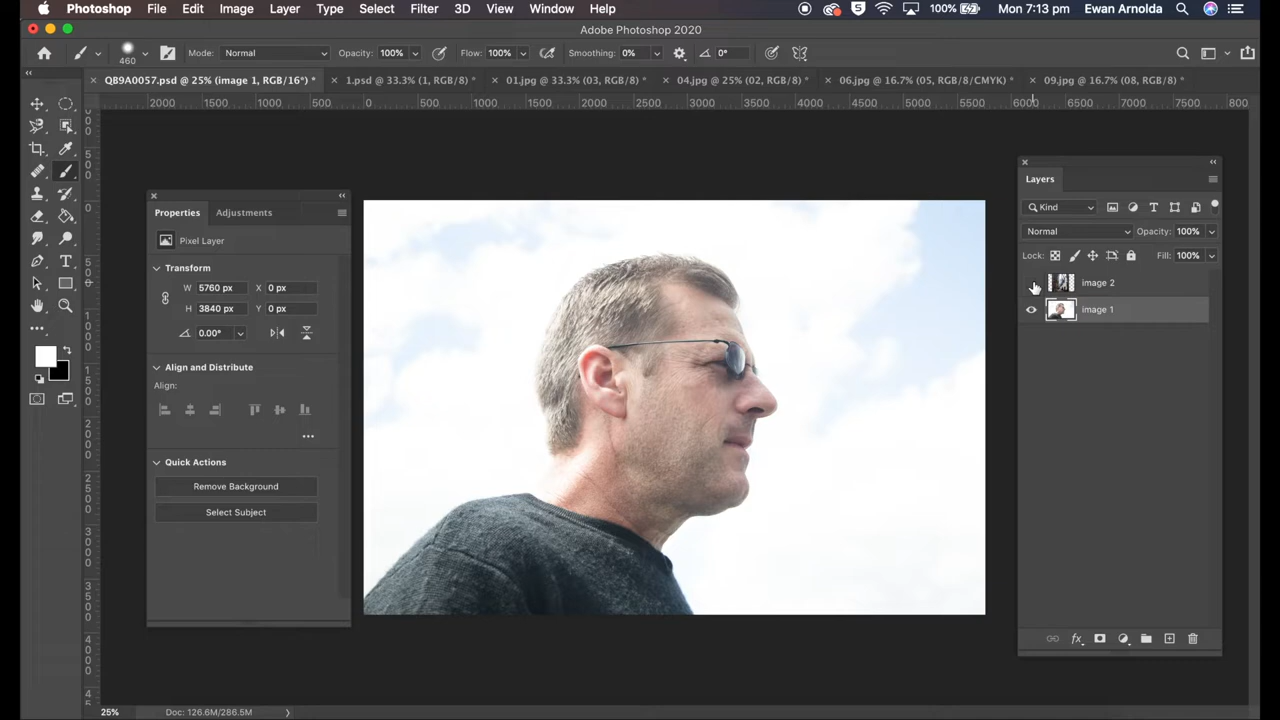 Photoshop File Edit Image Layer Type Select Filter 3D View Window Help 5 100% Mon 7:13 pm Ewan Arnolda
Adobe Photoshop 2020
460 Mode: Normal Opacity: 100% Flow: 100% Smoothing: 0% 0°
QB9A0057.psd @ 25% (image 1, RGB/16*) * 1.psd @ 33.3% (1, RGB/8) * 01.jpg @ 33.3% (03, RGB/8) * 04.jpg @ 25% (02, RGB/8) * 06.jpg @ 16.7% (05, RGB/8/CMYK) * 09.jpg @ 16.7% (08, RGB/8) *
2000 1500 1000 500 0 500 1000 1500 2000 2500 3000 3500 4000 4500 5000 5500 6000 6500 7000 7500 800
Properties Adjustments
Pixel Layer
Transform
W 5760 px X 0 px
H 3840 px Y 0 px
0.00°
Align and Distribute
Align:
Quick Actions
Remove Background
Select Subject
Layers
Kind
Normal Opacity: 100%
Lock: Fill: 100%
image 2
image 1
fx
25% Doc: 126.6M/286.5M